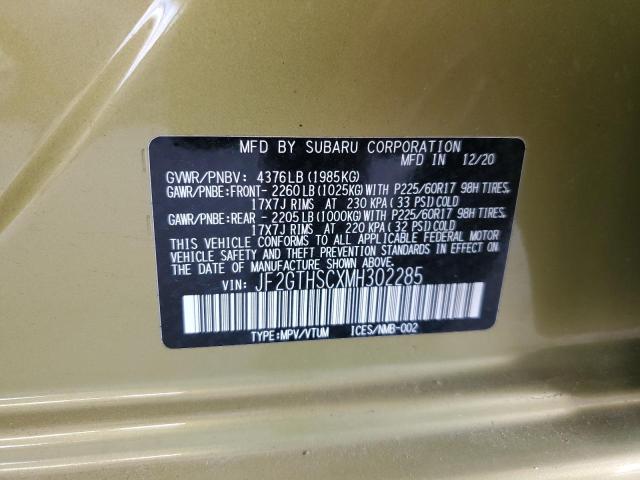 MFD BY SUBARU CORPORATION
MFD IN 12/20
GVWR/PNBV: 4376LB (1985KG)
GAWR/PNBE:FRONT- 2260LB(1025KG)WITH P225/60R17 98H TIRES,
17X7J RIMS AT 230 KPA(33 PSI)COLD
GAWR/PNBE:REAR - 2205LB(1000KG)WITH P225/60R17 98H TIRES,
17X7J RIMS AT 220 KPA(32 PSI)COLD
THIS VEHICLE CONFORMS TO ALL APPLICABLE FEDERAL MOTOR
VEHICLE SAFETY AND THEFT PREVENTION STANDARDS IN EFFECT ON
THE DATE OF MANUFACTURE SHOWN ABOVE.
VIN: JF2GTHSCXMH302285
TYPE:MPV/VTUM ICES/NMB-002